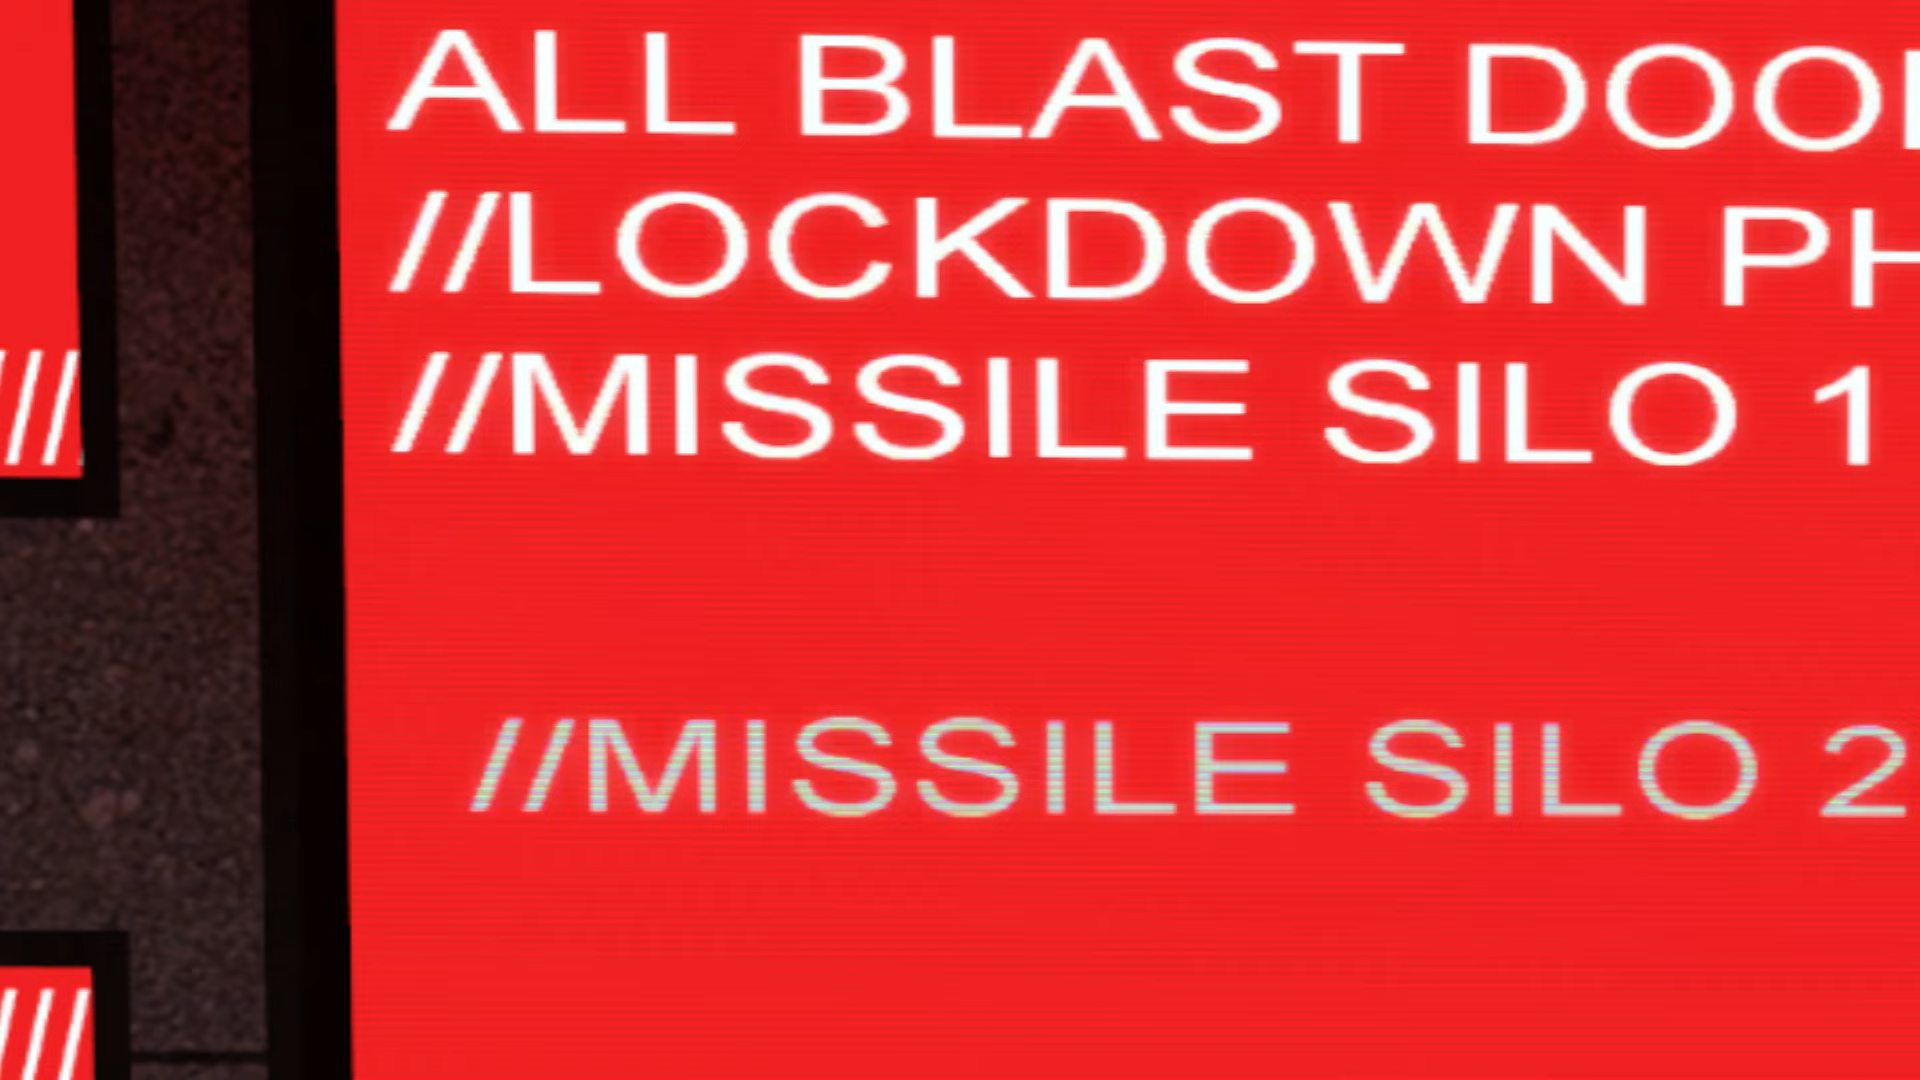 ALL BLAST DOO
//LOCKDOWN PH
//MISSILE SILO 1
///
//MISSILE SILO 2
///